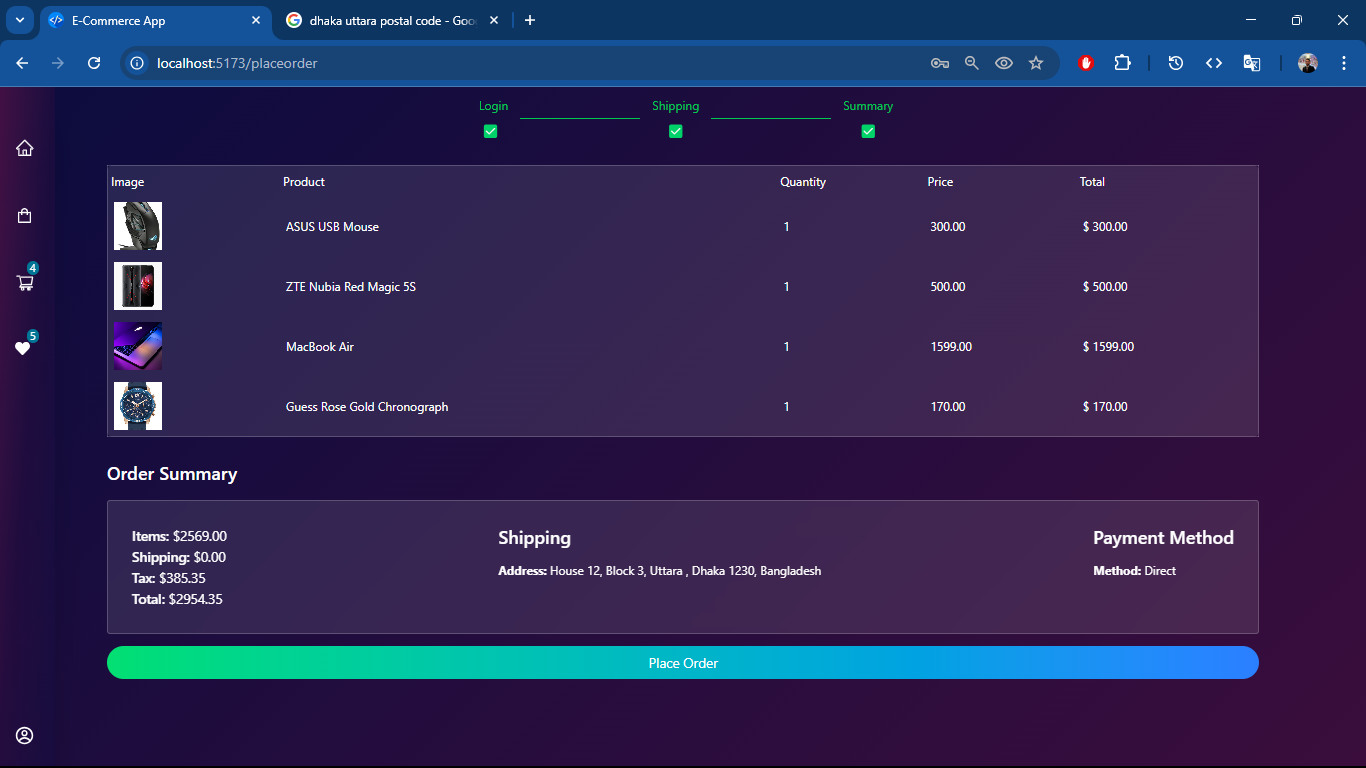 E-Commerce App
dhaka uttara postal code - Goo
localhost:5173/placeorder
Login Shipping Summary
Image Product Quantity Price Total
ASUS USB Mouse 1 300.00 $ 300.00
ZTE Nubia Red Magic 5S 1 500.00 $ 500.00
4
MacBook Air 1 1599.00 $ 1599.00
5
Guess Rose Gold Chronograph 1 170.00 $ 170.00
Order Summary
Items: $2569.00
Shipping: $0.00
Tax: $385.35
Total: $2954.35
Shipping
Address: House 12, Block 3, Uttara , Dhaka 1230, Bangladesh
Payment Method
Method: Direct
Place Order